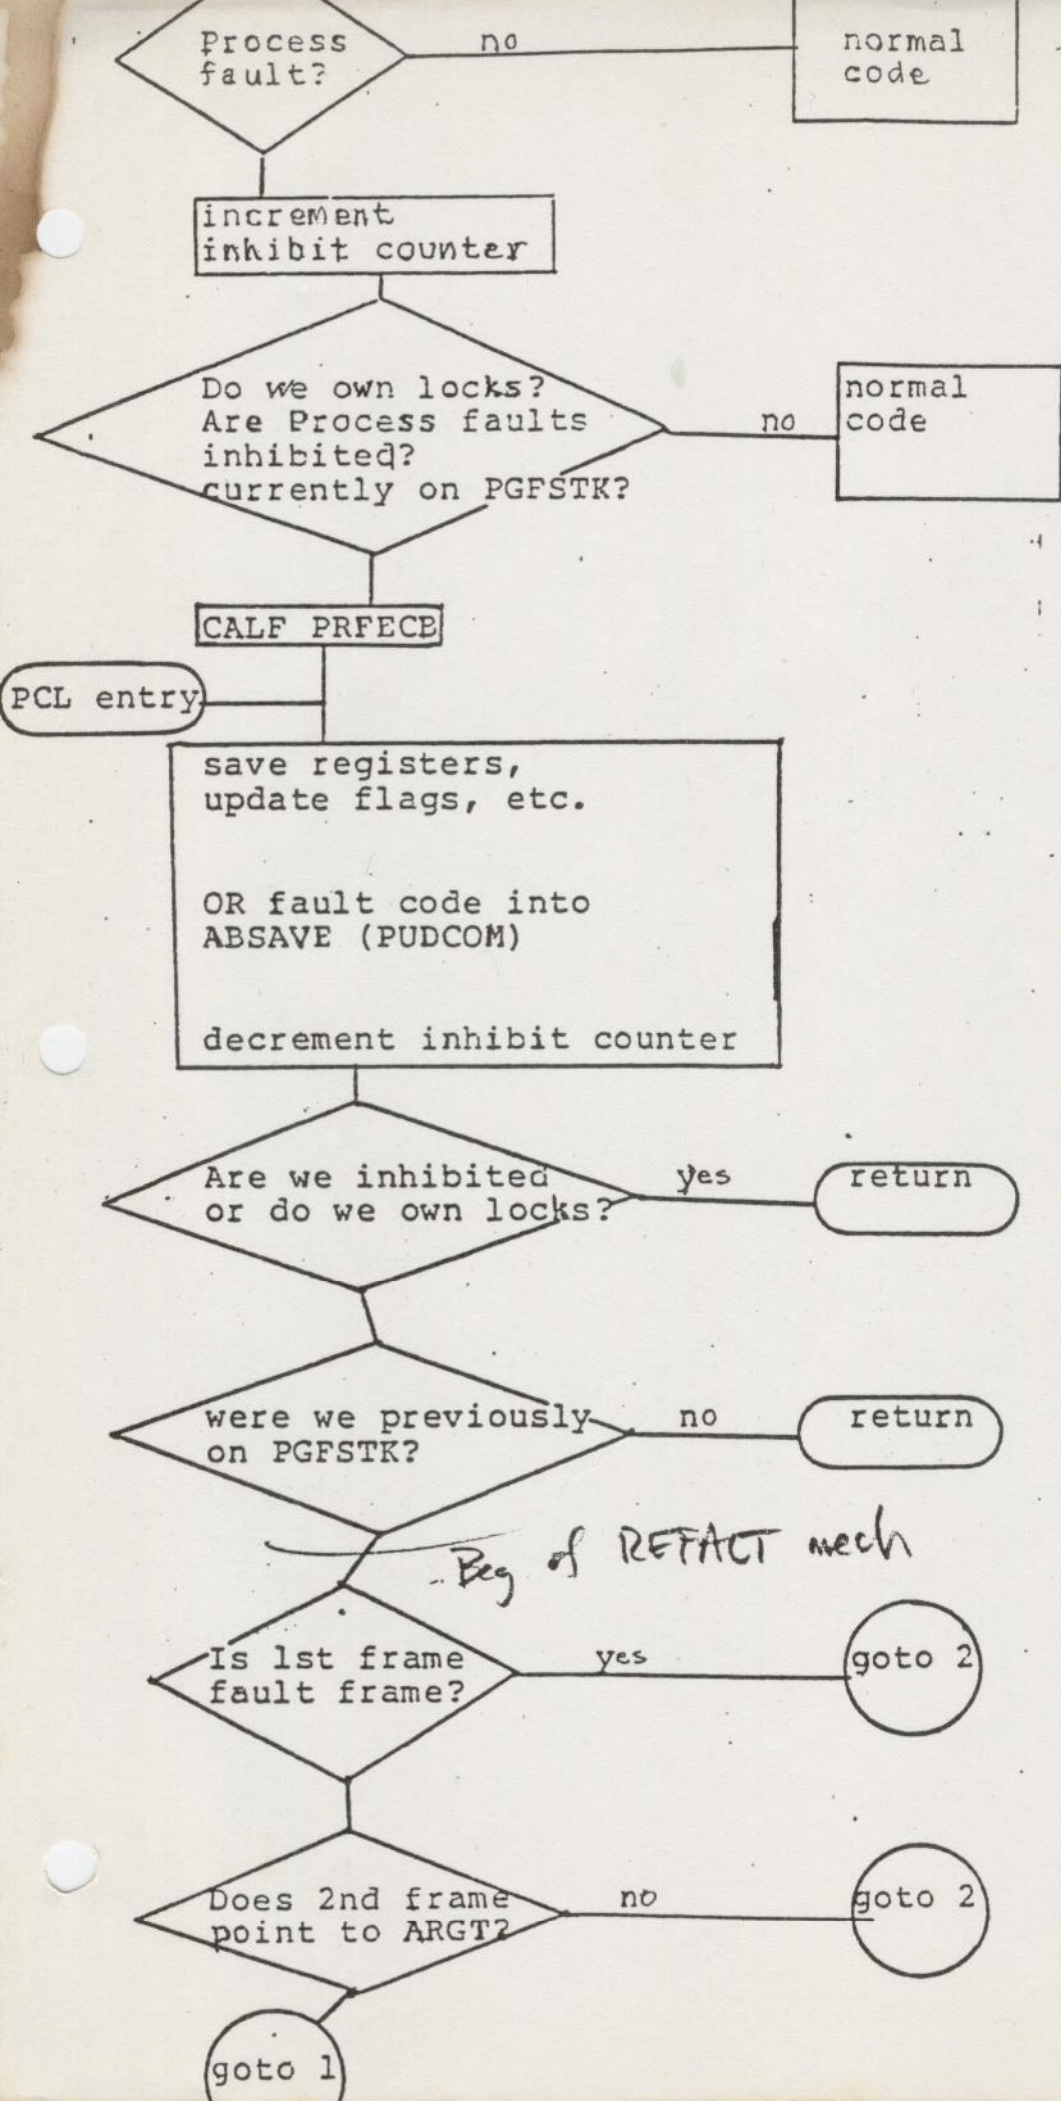 Process
fault?
no
normal
code
increment
inhibit counter
Do we own locks?
Are Process faults
inhibited?
currently on PGFSTK?
no
normal
code
CALF PRFECB
PCL entry
save registers,
update flags, etc.
OR fault code into
ABSAVE (PUDCOM)
decrement inhibit counter
Are we inhibited
or do we own locks?
yes
return
were we previously
on PGFSTK?
no
return
Beg of REFACT mech
Is 1st frame
fault frame?
yes
goto 2
Does 2nd frame
point to ARGT?
no
goto 2
goto 1